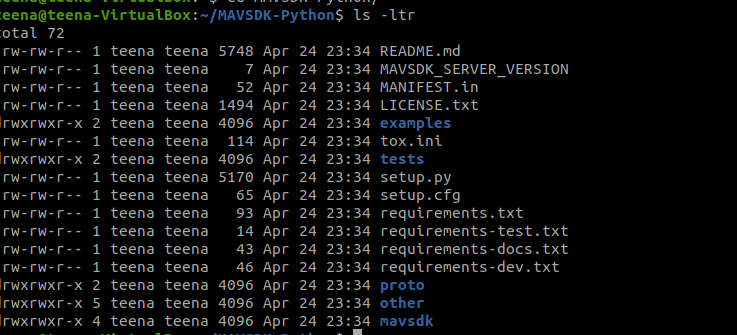 teena@teena-VirtualBox:~/MAVSDK-Python$ ls -ltr
total 72
rw-rw-r-- 1 teena teena 5748 Apr 24 23:34 README.md
rw-rw-r-- 1 teena teena    7 Apr 24 23:34 MAVSDK_SERVER_VERSION
rw-rw-r-- 1 teena teena   52 Apr 24 23:34 MANIFEST.in
rw-rw-r-- 1 teena teena 1494 Apr 24 23:34 LICENSE.txt
drwxrwxr-x 2 teena teena 4096 Apr 24 23:34 examples
rw-rw-r-- 1 teena teena  114 Apr 24 23:34 tox.ini
drwxrwxr-x 2 teena teena 4096 Apr 24 23:34 tests
rw-rw-r-- 1 teena teena 5170 Apr 24 23:34 setup.py
rw-rw-r-- 1 teena teena   65 Apr 24 23:34 setup.cfg
rw-rw-r-- 1 teena teena   93 Apr 24 23:34 requirements.txt
rw-rw-r-- 1 teena teena   14 Apr 24 23:34 requirements-test.txt
rw-rw-r-- 1 teena teena   43 Apr 24 23:34 requirements-docs.txt
rw-rw-r-- 1 teena teena   46 Apr 24 23:34 requirements-dev.txt
drwxrwxr-x 2 teena teena 4096 Apr 24 23:34 proto
drwxrwxr-x 5 teena teena 4096 Apr 24 23:34 other
drwxrwxr-x 4 teena teena 4096 Apr 24 23:34 mavsdk